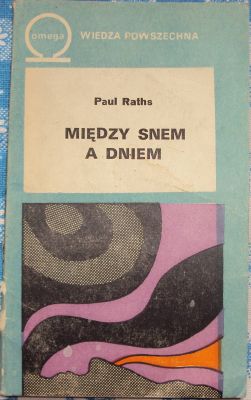 omega
WIEDZA POWSZECHNA
Paul Raths
MIĘDZY SNEM
A DNIEM